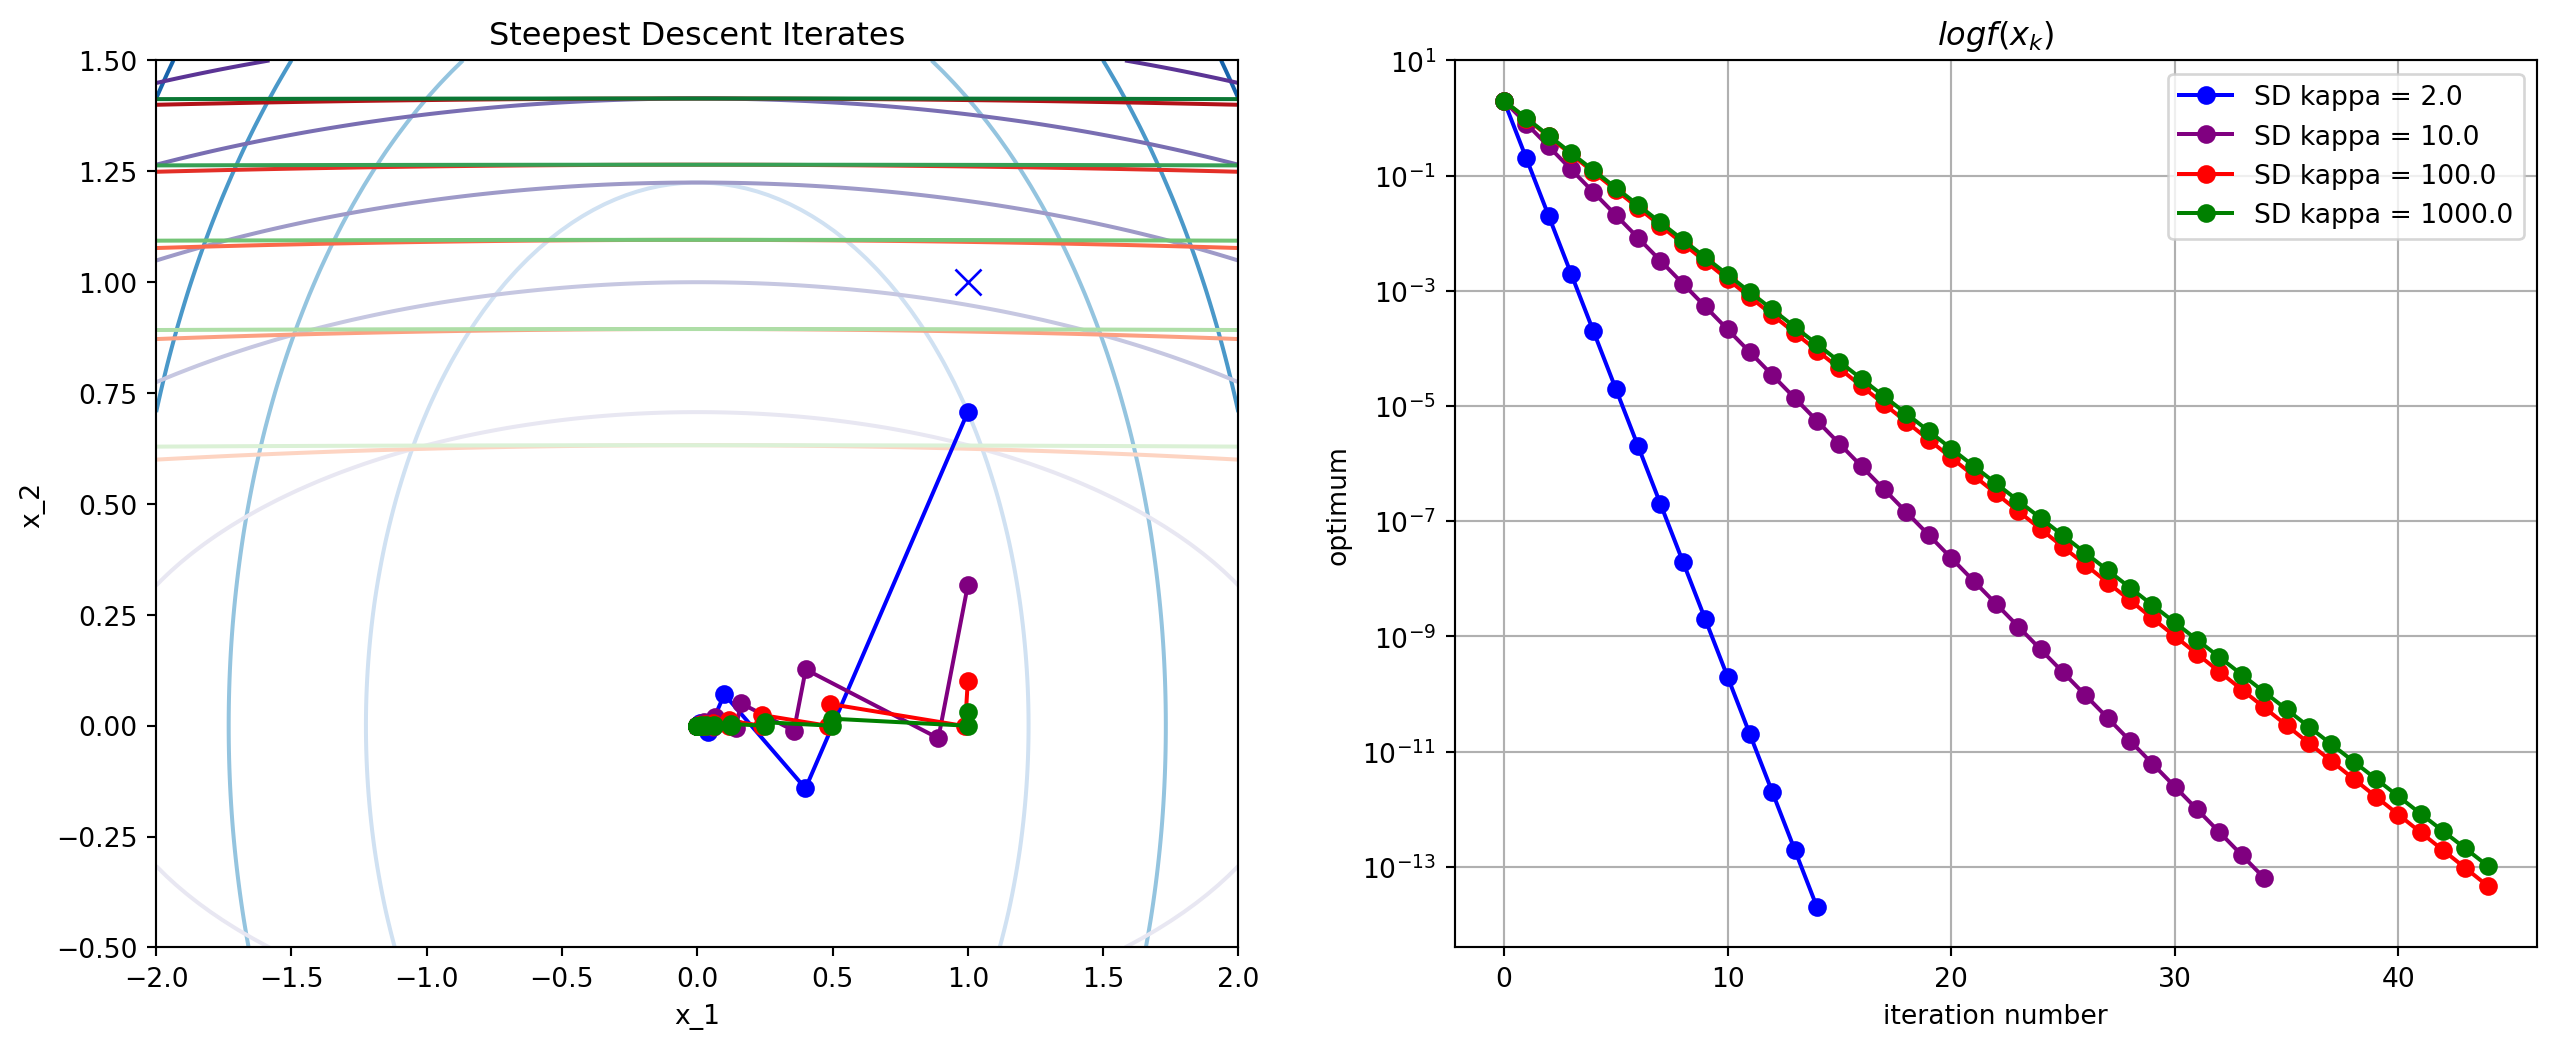 Steepest Descent Iterates
1.50
1.25
1.00
0.75
0.50
0.25
0.00
−0.25
−0.50
x_2
−2.0 −1.5 −1.0 −0.5 0.0 0.5 1.0 1.5 2.0
x_1
logf(x_k)
10^1
10^−1
10^−3
10^−5
10^−7
10^−9
10^−11
10^−13
optimum
SD kappa = 2.0
SD kappa = 10.0
SD kappa = 100.0
SD kappa = 1000.0
0 10 20 30 40
iteration number